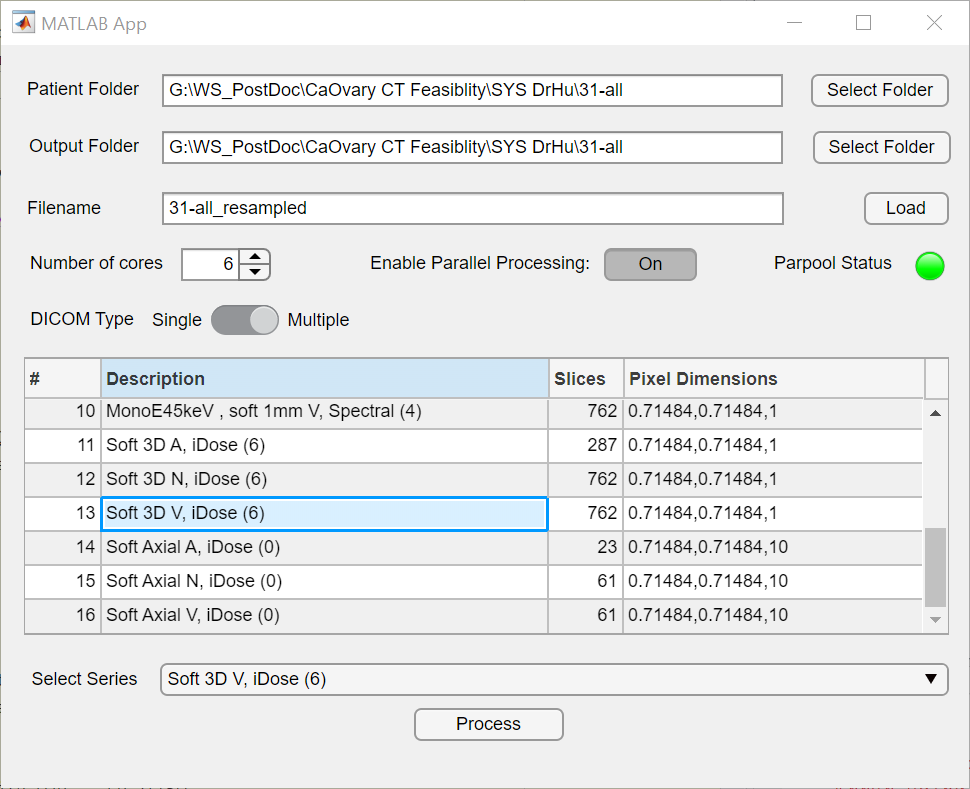 MATLAB App
Patient Folder G:\WS_PostDoc\CaOvary CT Feasiblity\SYS DrHu\31-all Select Folder
Output Folder G:\WS_PostDoc\CaOvary CT Feasiblity\SYS DrHu\31-all Select Folder
Filename 31-all_resampled Load
Number of cores 6 Enable Parallel Processing: On Parpool Status
DICOM Type Single Multiple
# Description Slices Pixel Dimensions
10 MonoE45keV , soft 1mm V, Spectral (4) 762 0.71484,0.71484,1
11 Soft 3D A, iDose (6) 287 0.71484,0.71484,1
12 Soft 3D N, iDose (6) 762 0.71484,0.71484,1
13 Soft 3D V, iDose (6) 762 0.71484,0.71484,1
14 Soft Axial A, iDose (0) 23 0.71484,0.71484,10
15 Soft Axial N, iDose (0) 61 0.71484,0.71484,10
16 Soft Axial V, iDose (0) 61 0.71484,0.71484,10
Select Series Soft 3D V, iDose (6)
Process